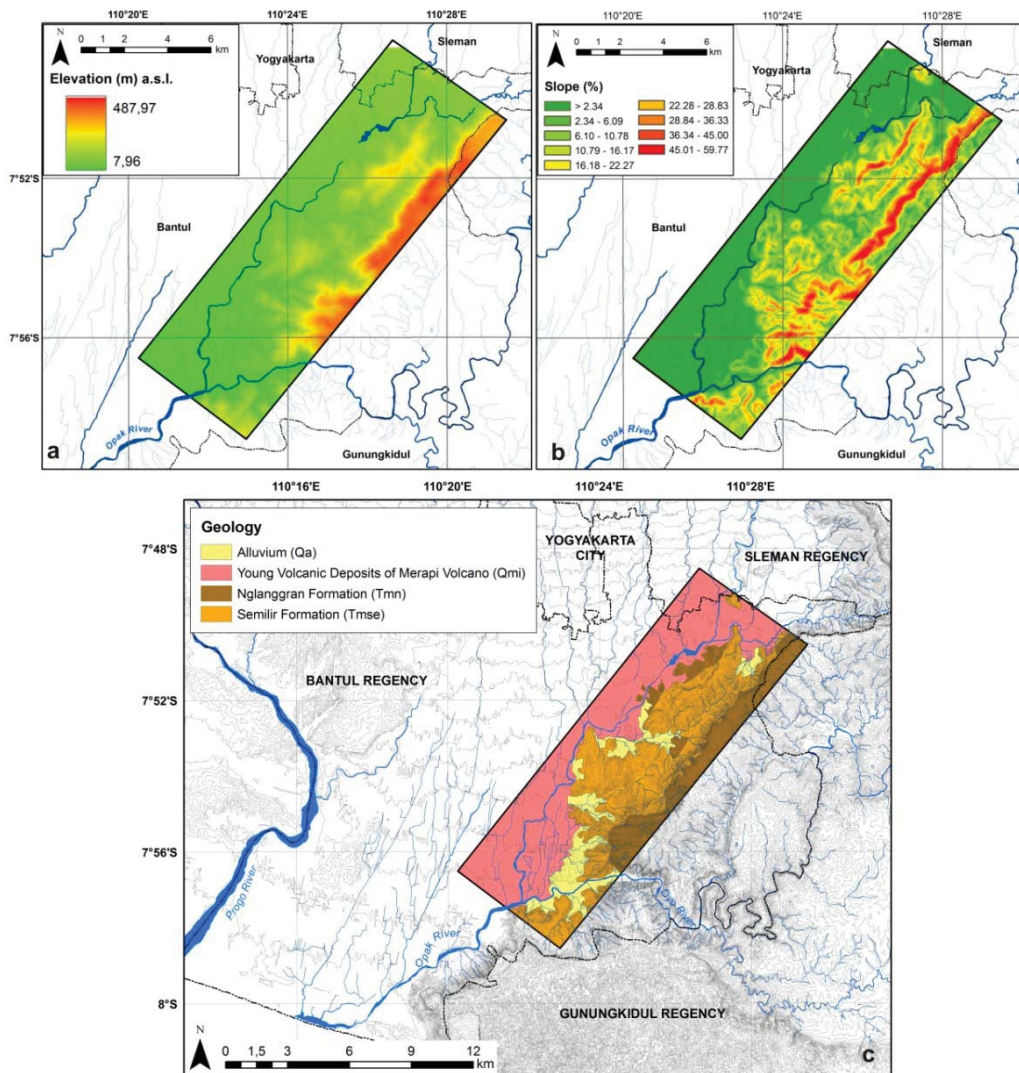 110°20'E 110°24'E 110°28'E
N
0 1 2 4 6
km
Elevation (m) a.s.l.
487,97
7,96
Sleman
Yogyakarta
7°52'S
Bantul
7°56'S
Opak River
Gunungkidul
a
110°20'E 110°24'E 110°28'E
N
0 1 2 4 6
km
Slope (%)
> 2.34
2.34 - 6.09
6.10 - 10.78
10.79 - 16.17
16.18 - 22.27
22.28 - 28.83
28.84 - 36.33
36.34 - 45.00
45.01 - 59.77
Sleman
Yogyakarta
7°52'S
Bantul
7°56'S
Opak River
Gunungkidul
b
110°16'E 110°20'E 110°24'E 110°28'E
Geology
Alluvium (Qa)
Young Volcanic Deposits of Merapi Volcano (Qmi)
Nglanggran Formation (Tmn)
Semilir Formation (Tmse)
7°48'S
YOGYAKARTA
CITY
SLEMAN REGENCY
BANTUL REGENCY
7°52'S
7°56'S
Progo River
Opak River
Oyo River
8°S
GUNUNGKIDUL REGENCY
N
0 1,5 3 6 9 12
km
c